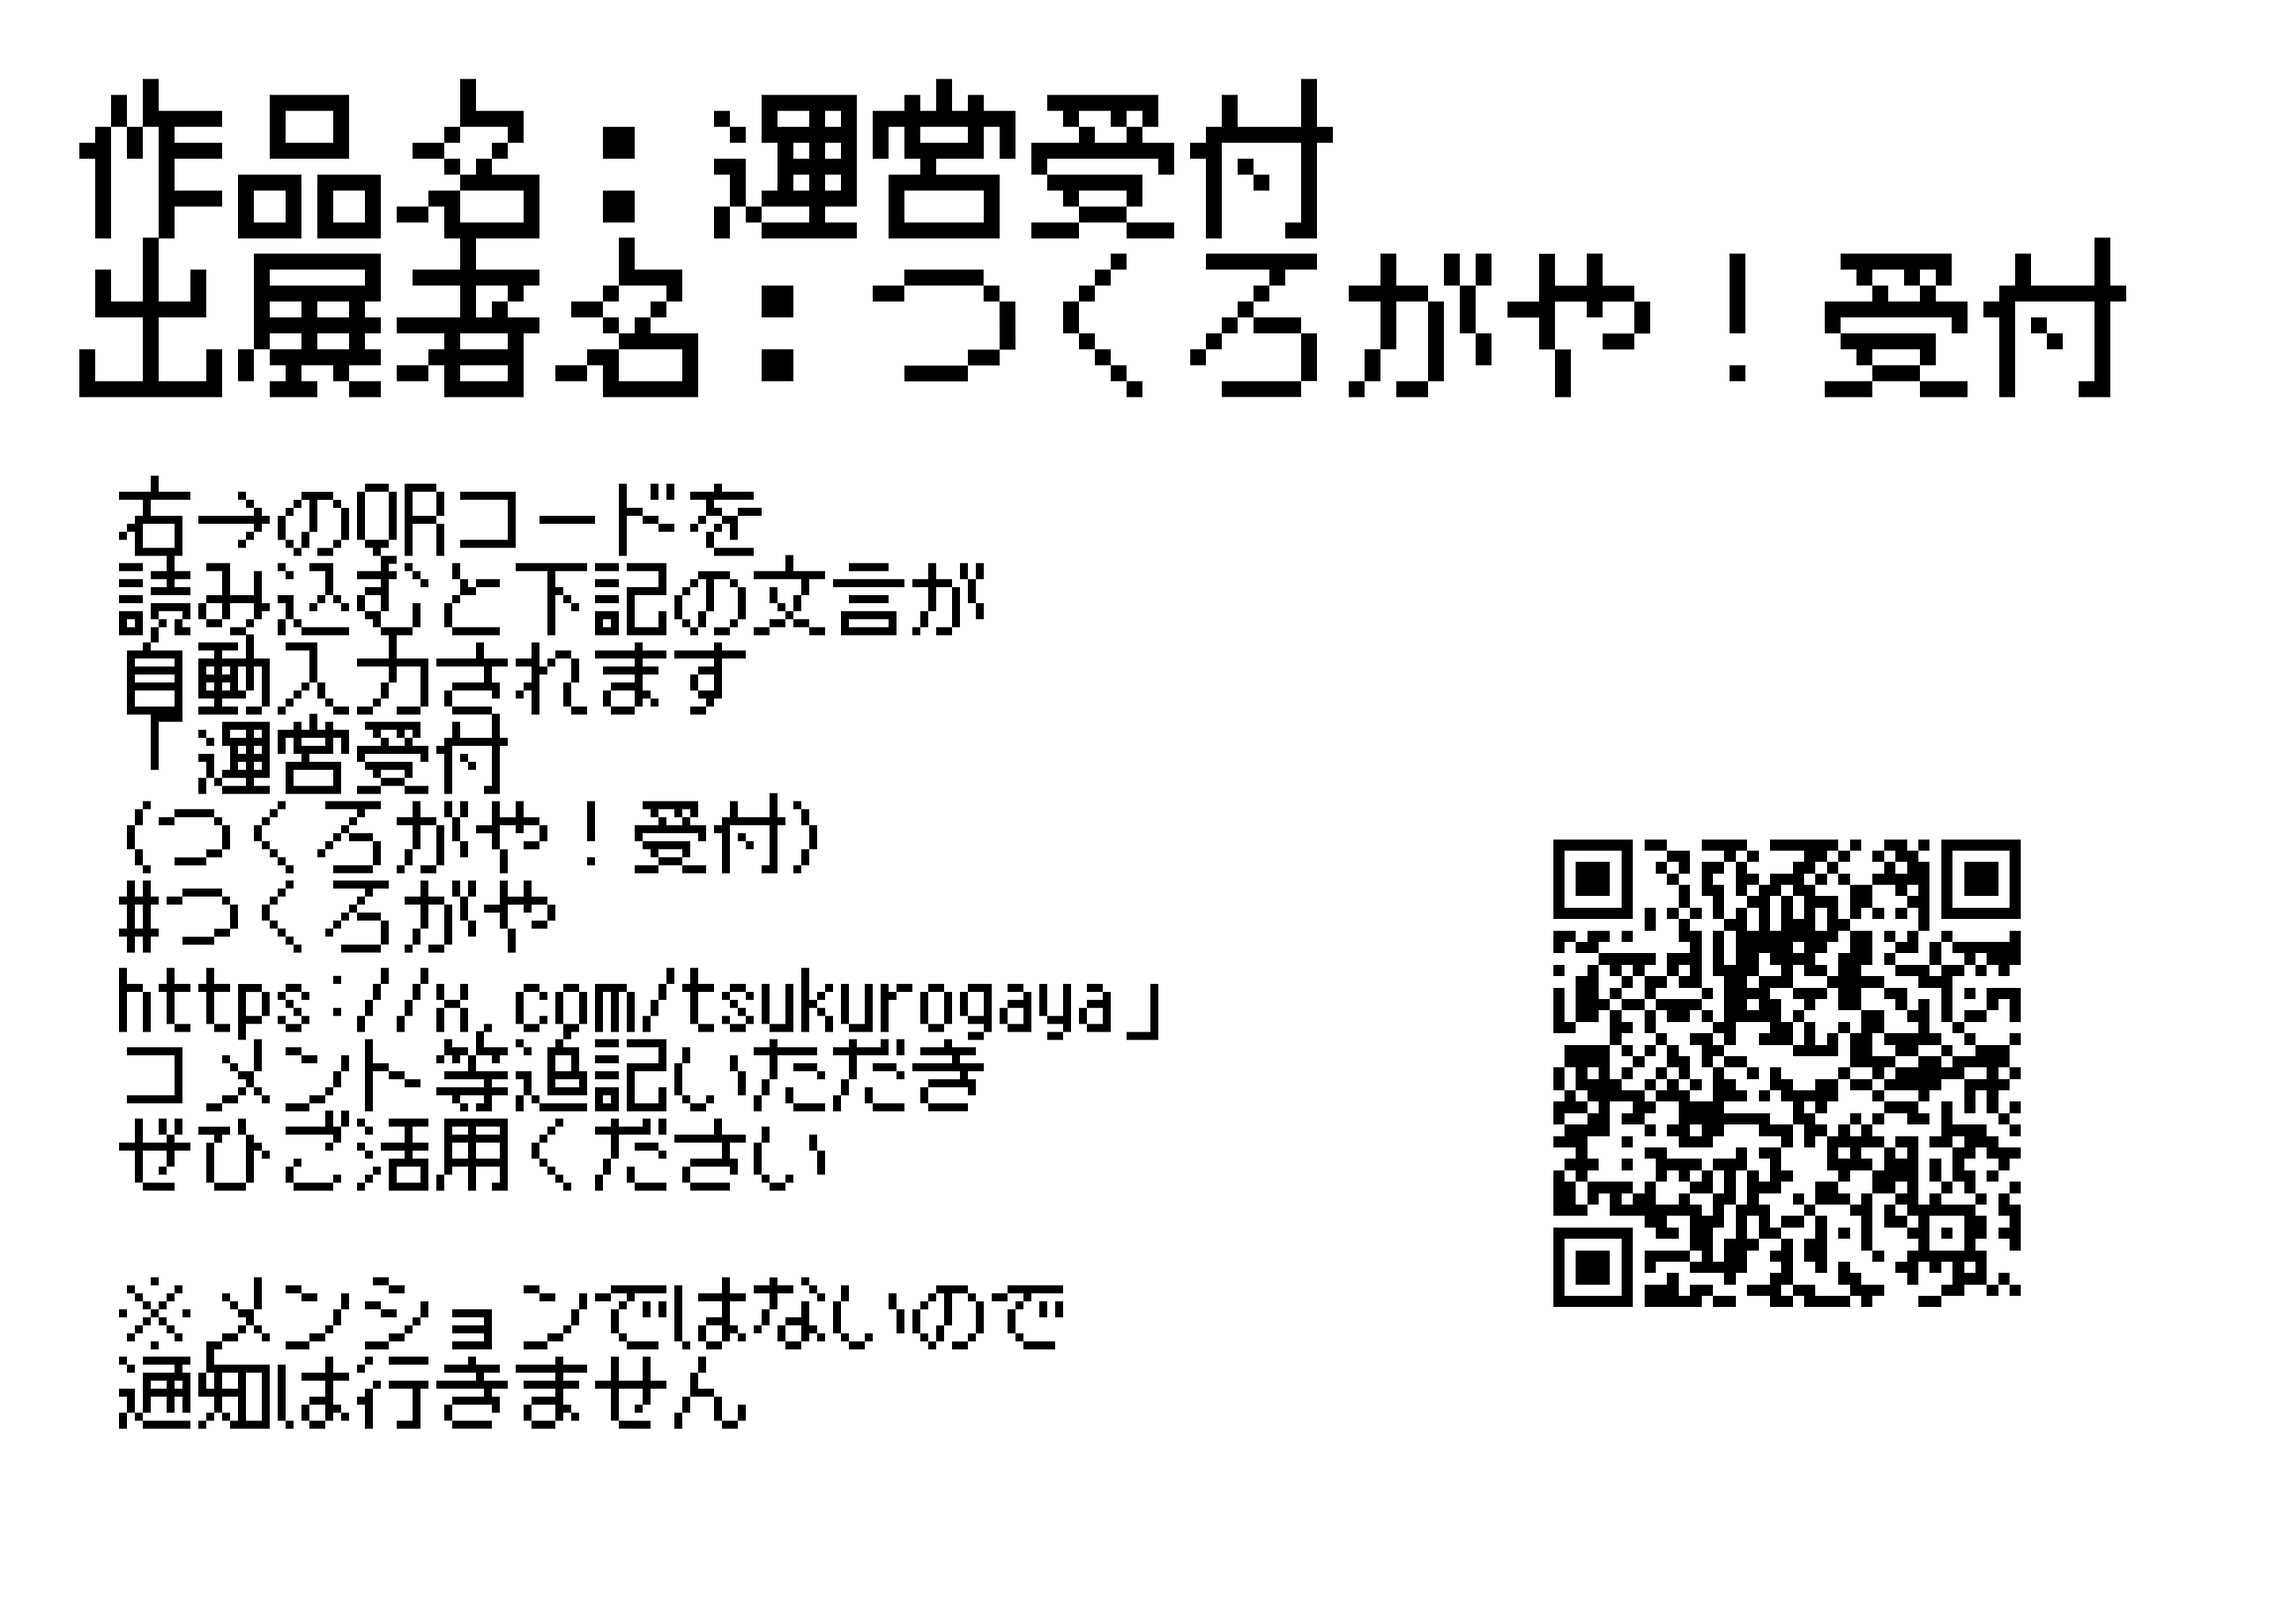 作品名：運営受付
出展者名：つくろがや！受付
右→のQRコードを
読み込むと下記の文言が
自動入力されます
「運営受付
(つくろがや！受付)
#つくろがや
https://u.com/tsukurogaya」
コメントを追記いただき
ぜひご活用ください
※メンションではないので
通知は行きません